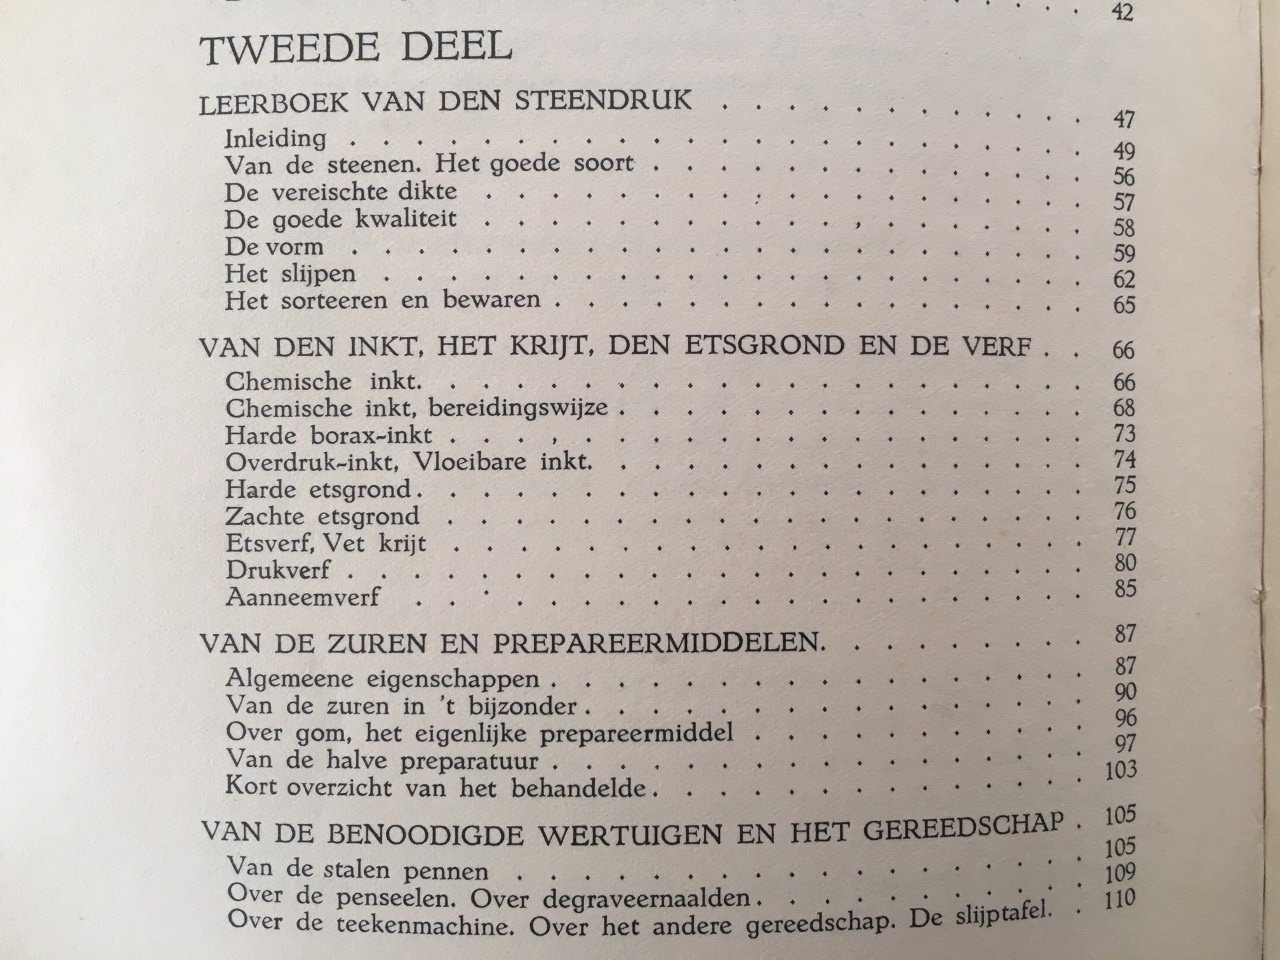 42
TWEEDE DEEL
LEERBOEK VAN DEN STEENDRUK . . . . . . . . . . . 47
Inleiding . . . . . . . . . . . . . . . . . . . . . . 49
Van de steenen. Het goede soort . . . . . . . . . . . . . 56
De vereischte dikte . . . . . . . . . . . . . . . . . . 57
De goede kwaliteit . . . . . . . . . . . . . . . . . . 58
De vorm . . . . . . . . . . . . . . . . . . . . . . 59
Het slijpen . . . . . . . . . . . . . . . . . . . . . 62
Het sorteeren en bewaren . . . . . . . . . . . . . . . . 65
VAN DEN INKT, HET KRIJT, DEN ETSGROND EN DE VERF . . 66
Chemische inkt. . . . . . . . . . . . . . . . . . . . 66
Chemische inkt, bereidingswijze . . . . . . . . . . . . . . 68
Harde borax-inkt . . . . . . . . . . . . . . . . . . . 73
Overdruk-inkt, Vloeibare inkt. . . . . . . . . . . . . . . 74
Harde etsgrond . . . . . . . . . . . . . . . . . . . . 75
Zachte etsgrond . . . . . . . . . . . . . . . . . . . 76
Etsverf, Vet krijt . . . . . . . . . . . . . . . . . . . 77
Drukverf . . . . . . . . . . . . . . . . . . . . . . 80
Aanneemverf . . . . . . . . . . . . . . . . . . . . 85
VAN DE ZUREN EN PREPAREERMIDDELEN. . . . . . . . . 87
Algemeene eigenschappen . . . . . . . . . . . . . . . . 87
Van de zuren in 't bijzonder . . . . . . . . . . . . . . . 90
Over gom, het eigenlijke prepareermiddel . . . . . . . . . . 96
Van de halve preparatuur . . . . . . . . . . . . . . . . 97
Kort overzicht van het behandelde . . . . . . . . . . . . . 103
VAN DE BENOODIGDE WERTUIGEN EN HET GEREEDSCHAP . 105
Van de stalen pennen . . . . . . . . . . . . . . . . . 105
Over de penseelen. Over degraveernaalden . . . . . . . . . . 109
Over de teekenmachine. Over het andere gereedschap. De slijptafel. . 110